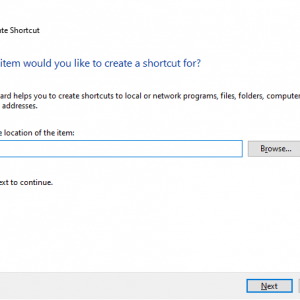 te Shortcut
item would you like to create a shortcut for?
ard helps you to create shortcuts to local or network programs, files, folders, compute
addresses.
e location of the item:
Browse...
ext to continue.
Next